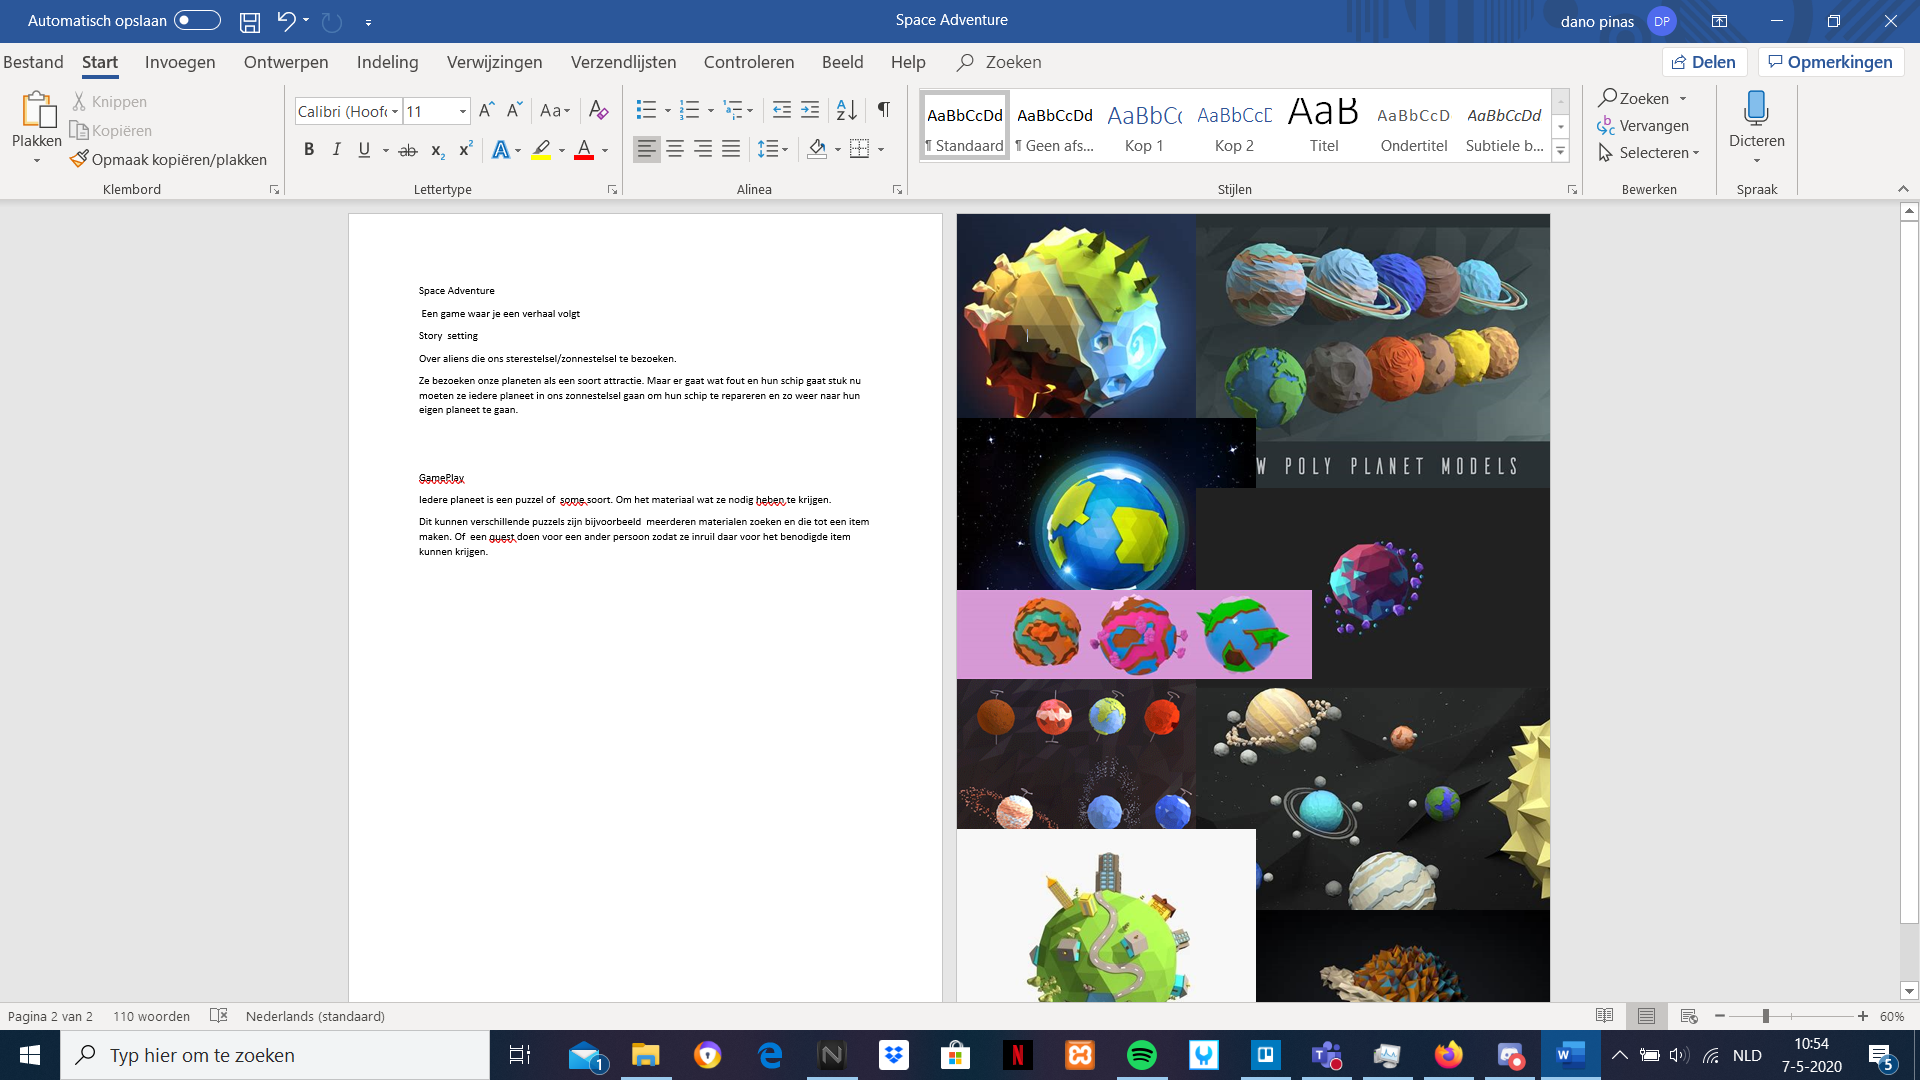 Automatisch opslaan
Space Adventure
dano pinas
DP
Bestand Start Invoegen Ontwerpen Indeling Verwijzingen Verzendlijsten Controleren Beeld Help Zoeken
Delen Opmerkingen
Plakken
Knippen
Kopiëren
Opmaak kopiëren/plakken
Klembord
Calibri (Hoofd 11
Lettertype
Alinea
AaBbCcDd AaBbCcDd AaBbCc AaBbCcD AaB AaBbCcD AaBbCcDd
¶ Standaard ¶ Geen afs... Kop 1 Kop 2 Titel Ondertitel Subtiele b...
Stijlen
Zoeken
Vervangen
Selecteren
Bewerken
Dicteren
Spraak
Space Adventure
Een game waar je een verhaal volgt
Story setting
Over aliens die ons sterestelsel/zonnestelsel te bezoeken.
Ze bezoeken onze planeten als een soort attractie. Maar er gaat wat fout en hun schip gaat stuk nu
moeten ze iedere planeet in ons zonnestelsel gaan om hun schip te repareren en zo weer naar hun
eigen planeet te gaan.
GamePlay
Iedere planeet is een puzel of some soort. Om het materiaal wat ze nodig heben te krijgen.
Dit kunnen verschillende puzzels zijn bijvoorbeeld meerderen materialen zoeken en die tot een item
maken. Of een quest doen voor een ander persoon zodat ze inruil daar voor het benodigde item
kunnen krijgen.
W POLY PLANET MODELS
Pagina 2 van 2 110 woorden Nederlands (standaard)
60%
Typ hier om te zoeken
1
NLD
10:54
7-5-2020
5